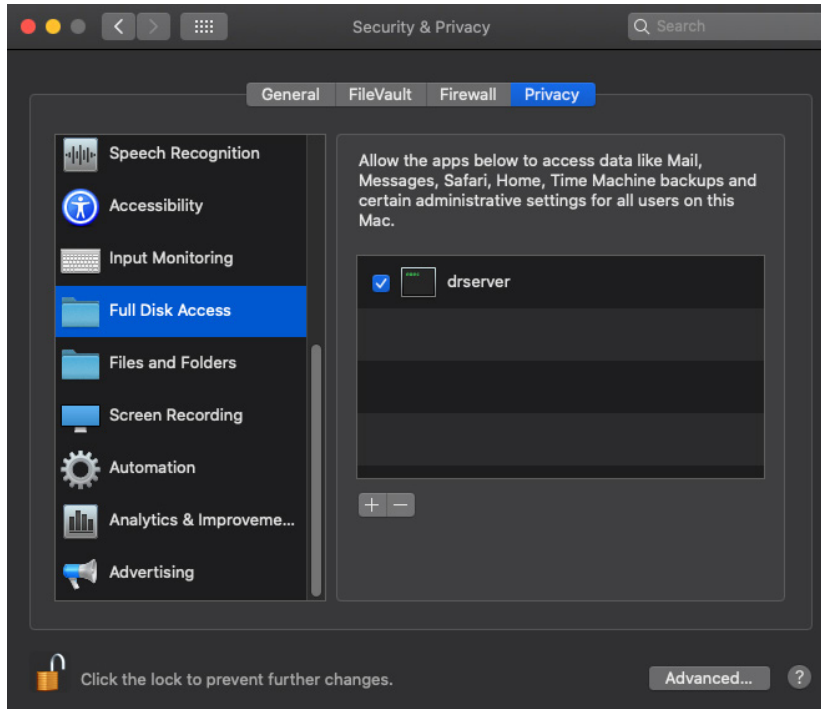 Security & Privacy
Search
General
FileVault
Firewall
Privacy
Speech Recognition
Accessibility
Input Monitoring
Full Disk Access
Files and Folders
Screen Recording
Automation
Analytics & Improveme...
Advertising
Allow the apps below to access data like Mail,
Messages, Safari, Home, Time Machine backups and
certain administrative settings for all users on this
Mac.
drserver
Click the lock to prevent further changes.
Advanced...
?